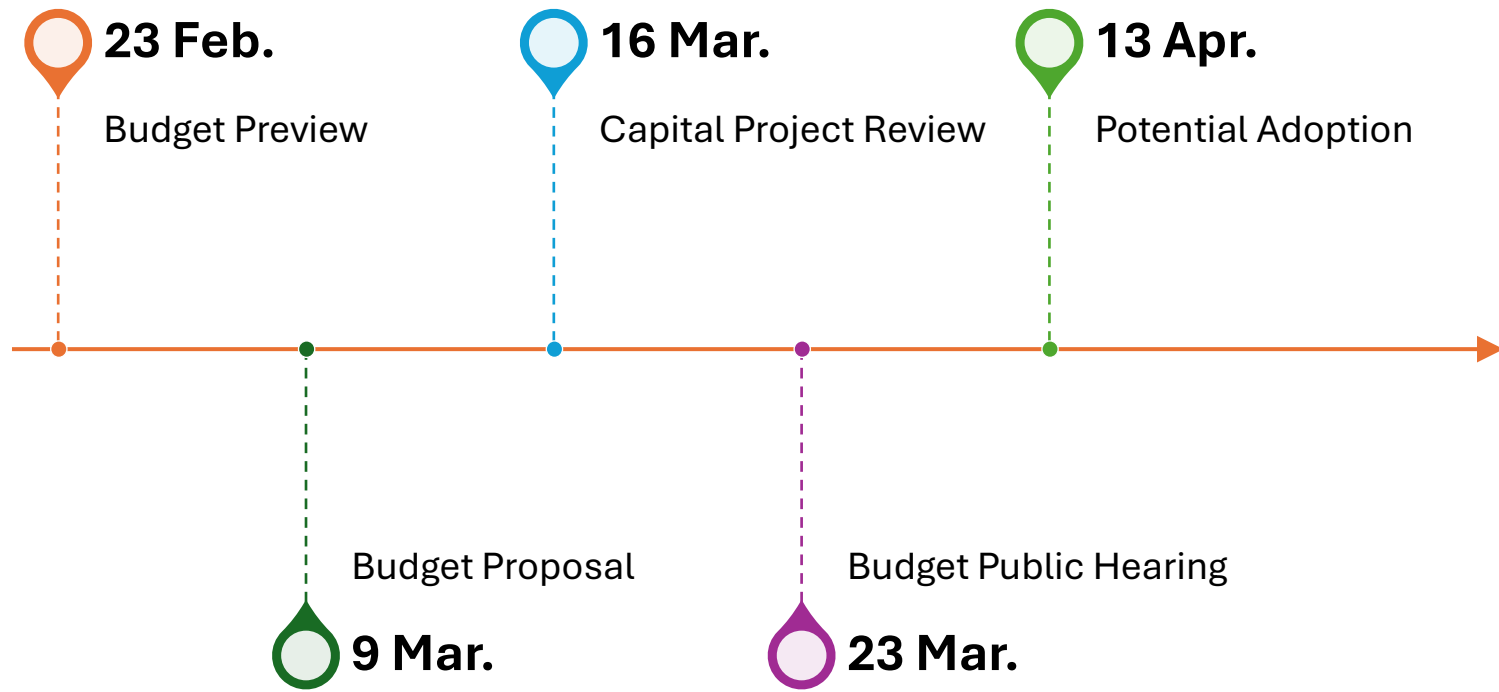 23 Feb.
Budget Preview
16 Mar.
Capital Project Review
13 Apr.
Potential Adoption
Budget Proposal
9 Mar.
Budget Public Hearing
23 Mar.